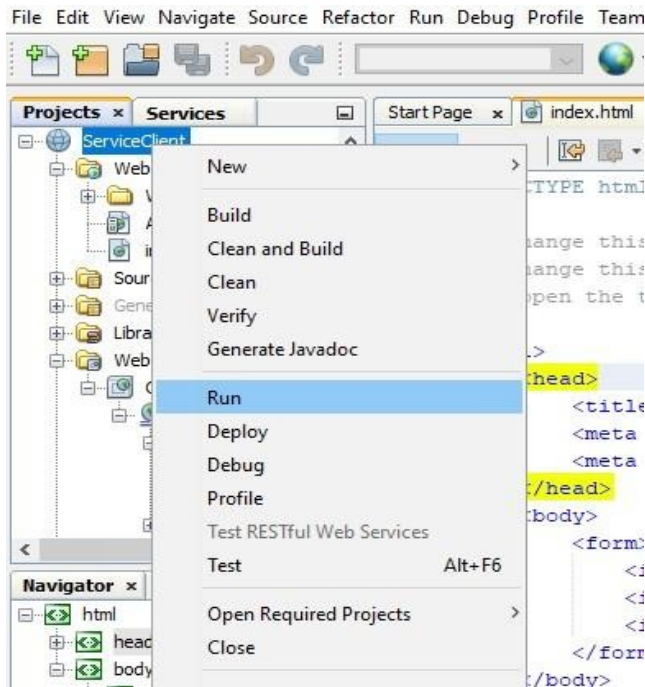 File Edit View Navigate Source Refactor Run Debug Profile Team
Projects × Services
Start Page × index.html
ServiceClient
Web
New >
TYPE html
Build
Clean and Build
ange this
Sour
Clean
ange this
Gene
Verify
pen the
Libra
Generate Javadoc
Web
->
Run
head>
Deploy
<title
Debug
<meta
Profile
<meta
/head>
Test RESTful Web Services
body>
Test Alt+F6
<form>
Navigator ×
<i
html
Open Required Projects >
<i
head
<i
Close
</form
body
/body>